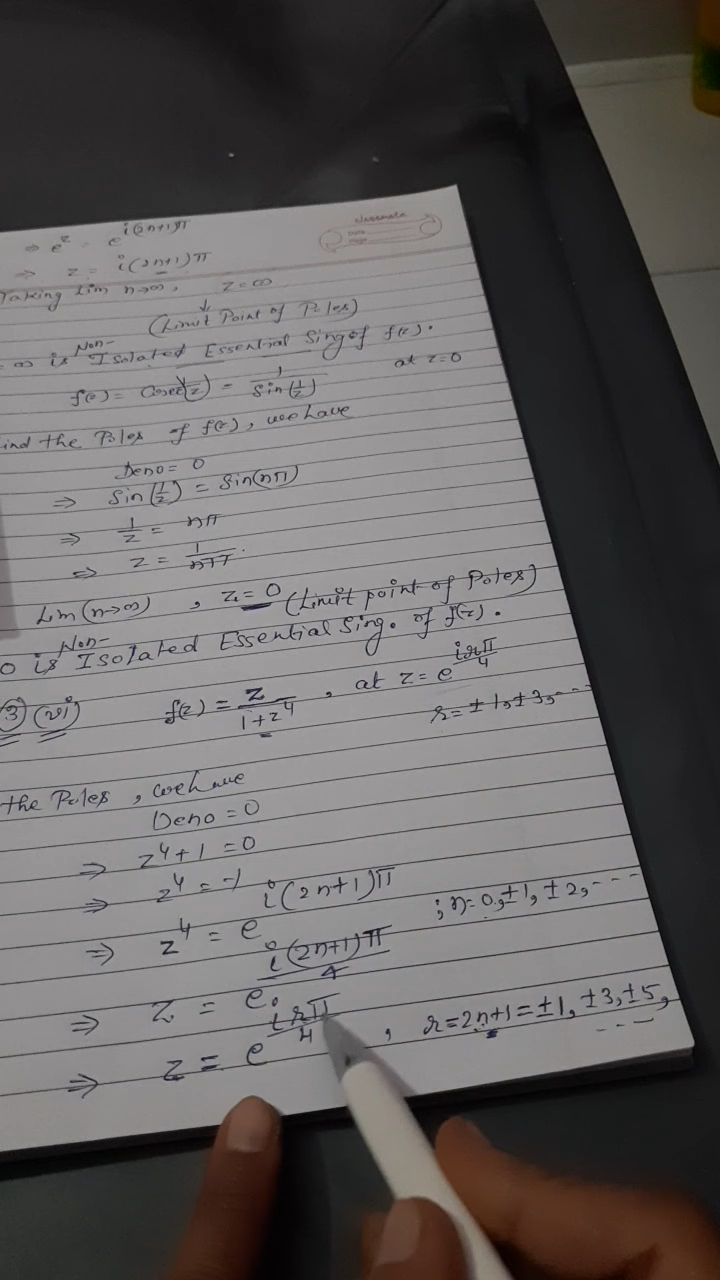 ⇒ e^z = e^{i(2n+1)π}
⇒ z = i(2n+1)π
Taking Lim n→∞, z=∞
↓
(Limit Point of Poles)
∞ is Non-Isolated Essential Sing of f(z).
f(z) = Cosec(1/z) = 1/Sin(1/z) at z=0
ind the Poles of f(z), we have
Deno = 0
⇒ Sin(1/z) = Sin(nπ)
⇒ 1/z = nπ
⇒ z = 1/nπ.
Lim (n→∞) , z=0 (Limit point of Poles)
0 is Non-Isolated Essential Sing. of f(z).
③ (vi) f(z) = z/1+z^4 , at z = e^{irπ/4}
r = ±1, ±3, ---
the Poles, we have
Deno = 0
⇒ z^4+1 = 0
⇒ z^4 = -1
⇒ z^4 = e^{i(2n+1)π} ; n=0, ±1, ±2, ---
⇒ z = e^{i(2n+1)π/4}
⇒ z = e^{irπ/4} , r=2n+1 = ±1, ±3, ±5, ---